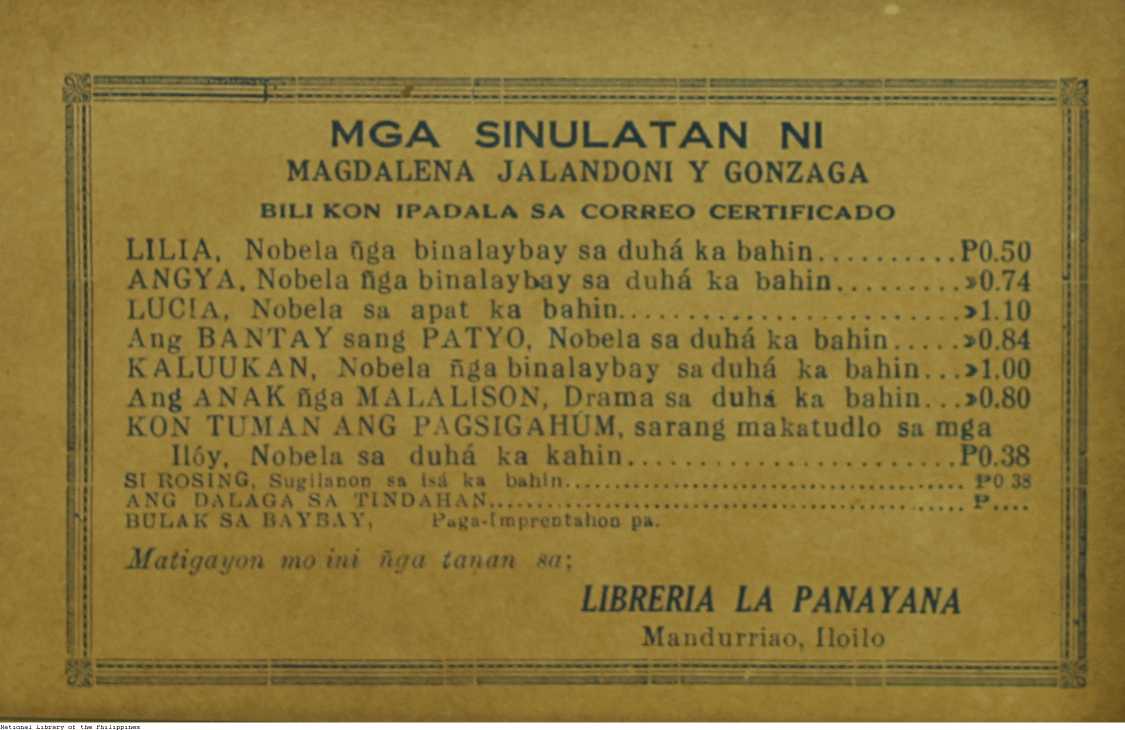 MGA SINULATAN NI
MAGDALENA JALANDONI Y GONZAGA
BILI KON IPADALA SA CORREO CERTIFICADO
LILIA, Nobela ñga binalaybay sa duhá ka bahin..........P0.50
ANGYA, Nobela ñga binalaybay sa duhá ka bahin.........»0.74
LUCIA, Nobela sa apat ka bahin.........................»1.10
Ang BANTAY sang PATYO, Nobela sa duhá ka bahin.....»0.84
KALUUKAN, Nobela ñga binalaybay sa duhá ka bahin...»1.00
Ang ANAK ñga MALALISON, Drama sa duhá ka bahin...»0.80
KON TUMAN ANG PAGSIGAHÚM, sarang makatudlo sa mga
Ilóy, Nobela sa duhá ka kahin........................P0.38
SI ROSING, Sugilanon sa isá ka bahin........................................ P0 38
ANG DALAGA SA TINDAHAN................................................ P....
BULAK SA BAYBAY, Paga-Imprentahon pa.
Matigayon mo ini ñga tanan sa;
LIBRERIA LA PANAYANA
Mandurriao, Iloilo
National Library of the Philippines